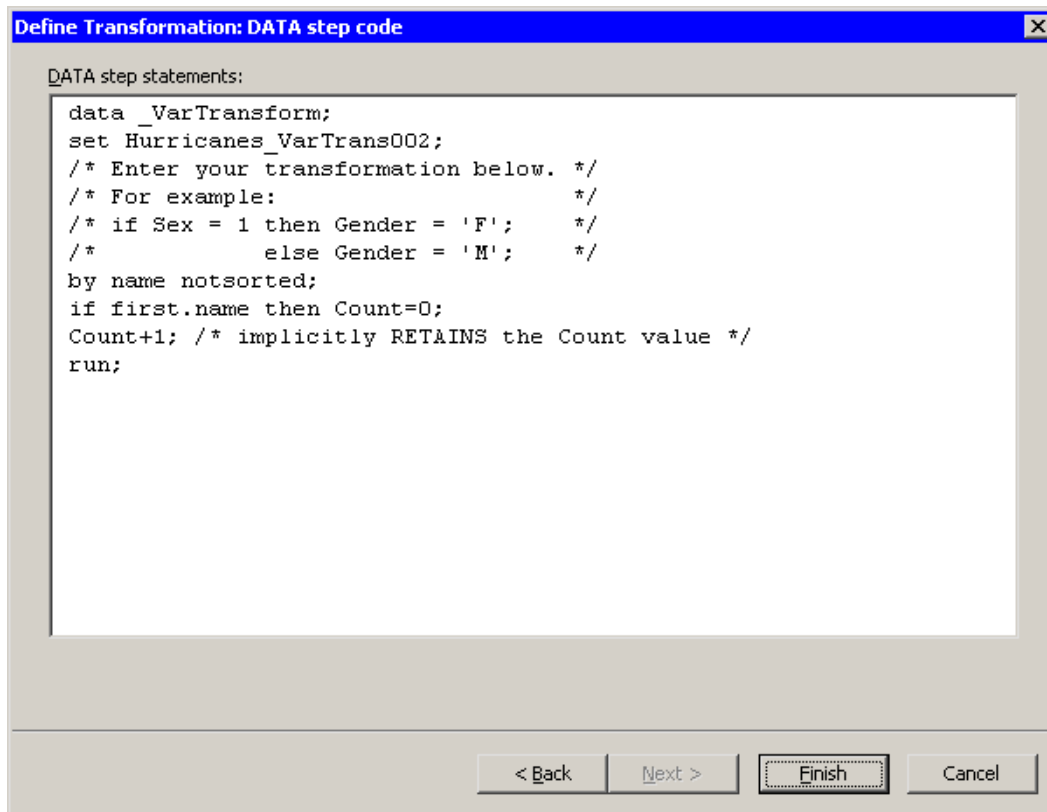 Define Transformation: DATA step code
DATA step statements:
data _VarTransform;
set Hurricanes_VarTrans002;
/* Enter your transformation below. */
/* For example:                     */
/* if Sex = 1 then Gender = 'F';    */
/*            else Gender = 'M';    */
by name notsorted;
if first.name then Count=0;
Count+1; /* implicitly RETAINS the Count value */
run;
< Back Next > Finish Cancel